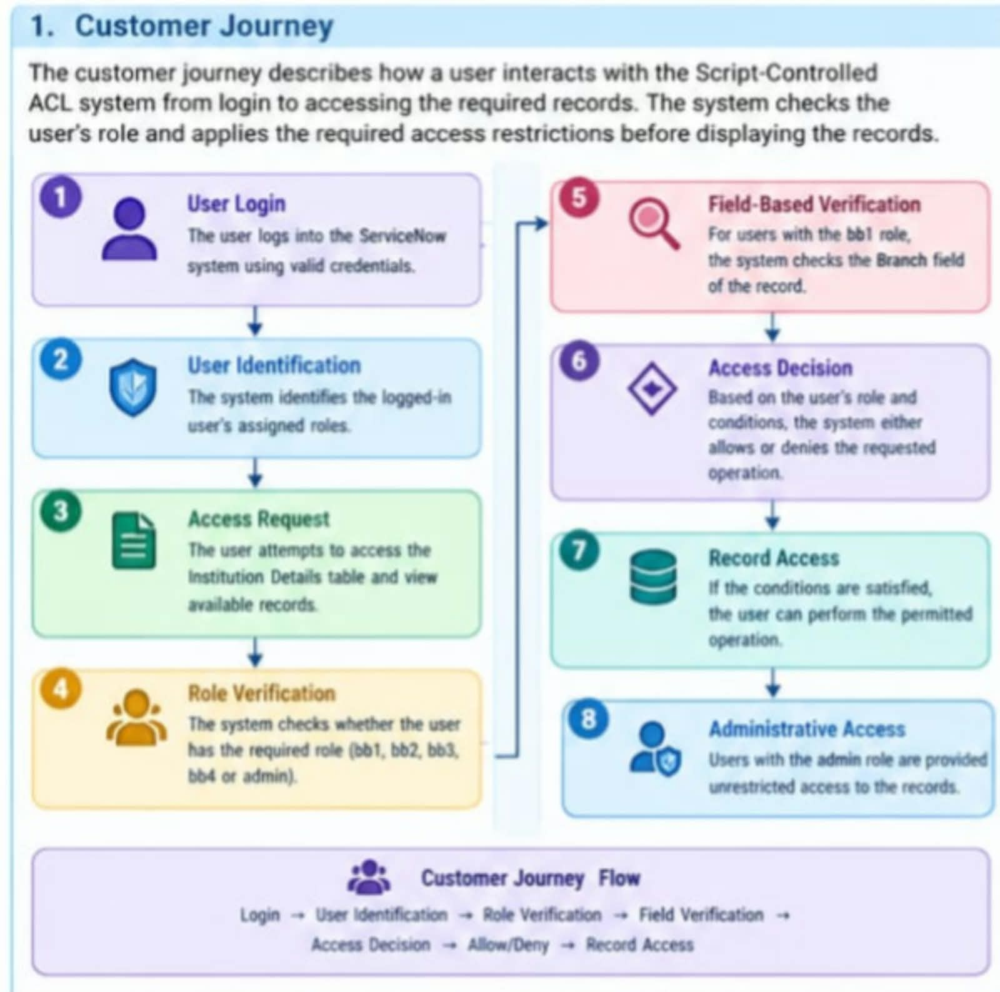 1. Customer Journey
The customer journey describes how a user interacts with the Script-Controlled
ACL system from login to accessing the required records. The system checks the
user's role and applies the required access restrictions before displaying the records.
1
User Login
The user logs into the ServiceNow
system using valid credentials.
2
User Identification
The system identifies the logged-in
user's assigned roles.
3
Access Request
The user attempts to access the
Institution Details table and view
available records.
4
Role Verification
The system checks whether the user
has the required role (bb1, bb2, bb3,
bb4 or admin).
5
Field-Based Verification
For users with the bb1 role,
the system checks the Branch field
of the record.
6
Access Decision
Based on the user's role and
conditions, the system either
allows or denies the requested
operation.
7
Record Access
If the conditions are satisfied,
the user can perform the permitted
operation.
8
Administrative Access
Users with the admin role are provided
unrestricted access to the records.
Customer Journey Flow
Login → User Identification → Role Verification → Field Verification →
Access Decision → Allow/Deny → Record Access